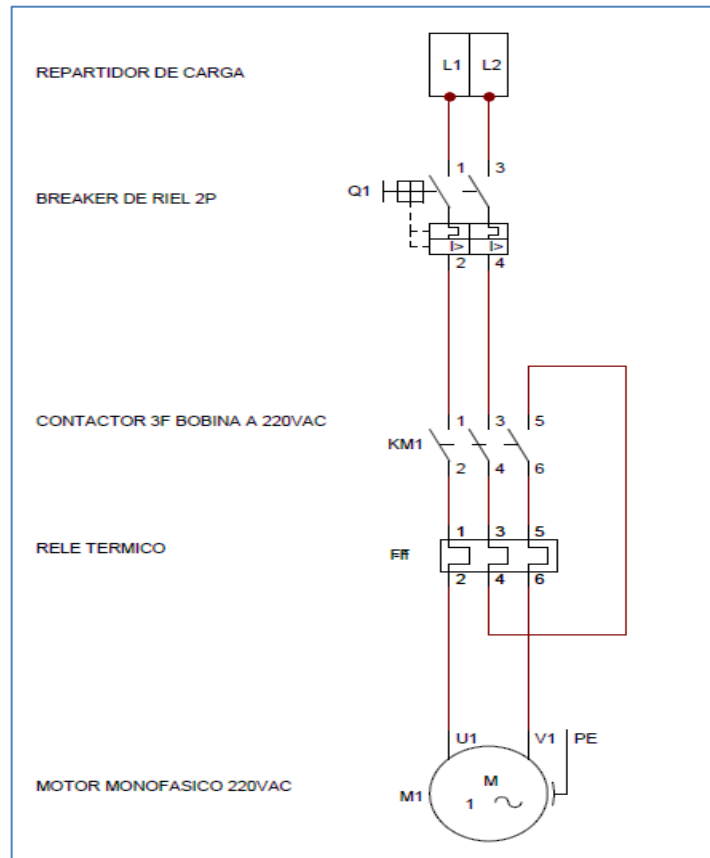 L1 L2
REPARTIDOR DE CARGA
1 3
Q1
BREAKER DE RIEL 2P
I> I>
2 4
CONTACTOR 3F BOBINA A 220VAC
1 3 5
KM1
2 4 6
1 3 5
RELE TERMICO
2 4 6
U1 V1 PE
M
MOTOR MONOFASICO 220VAC
M1
1